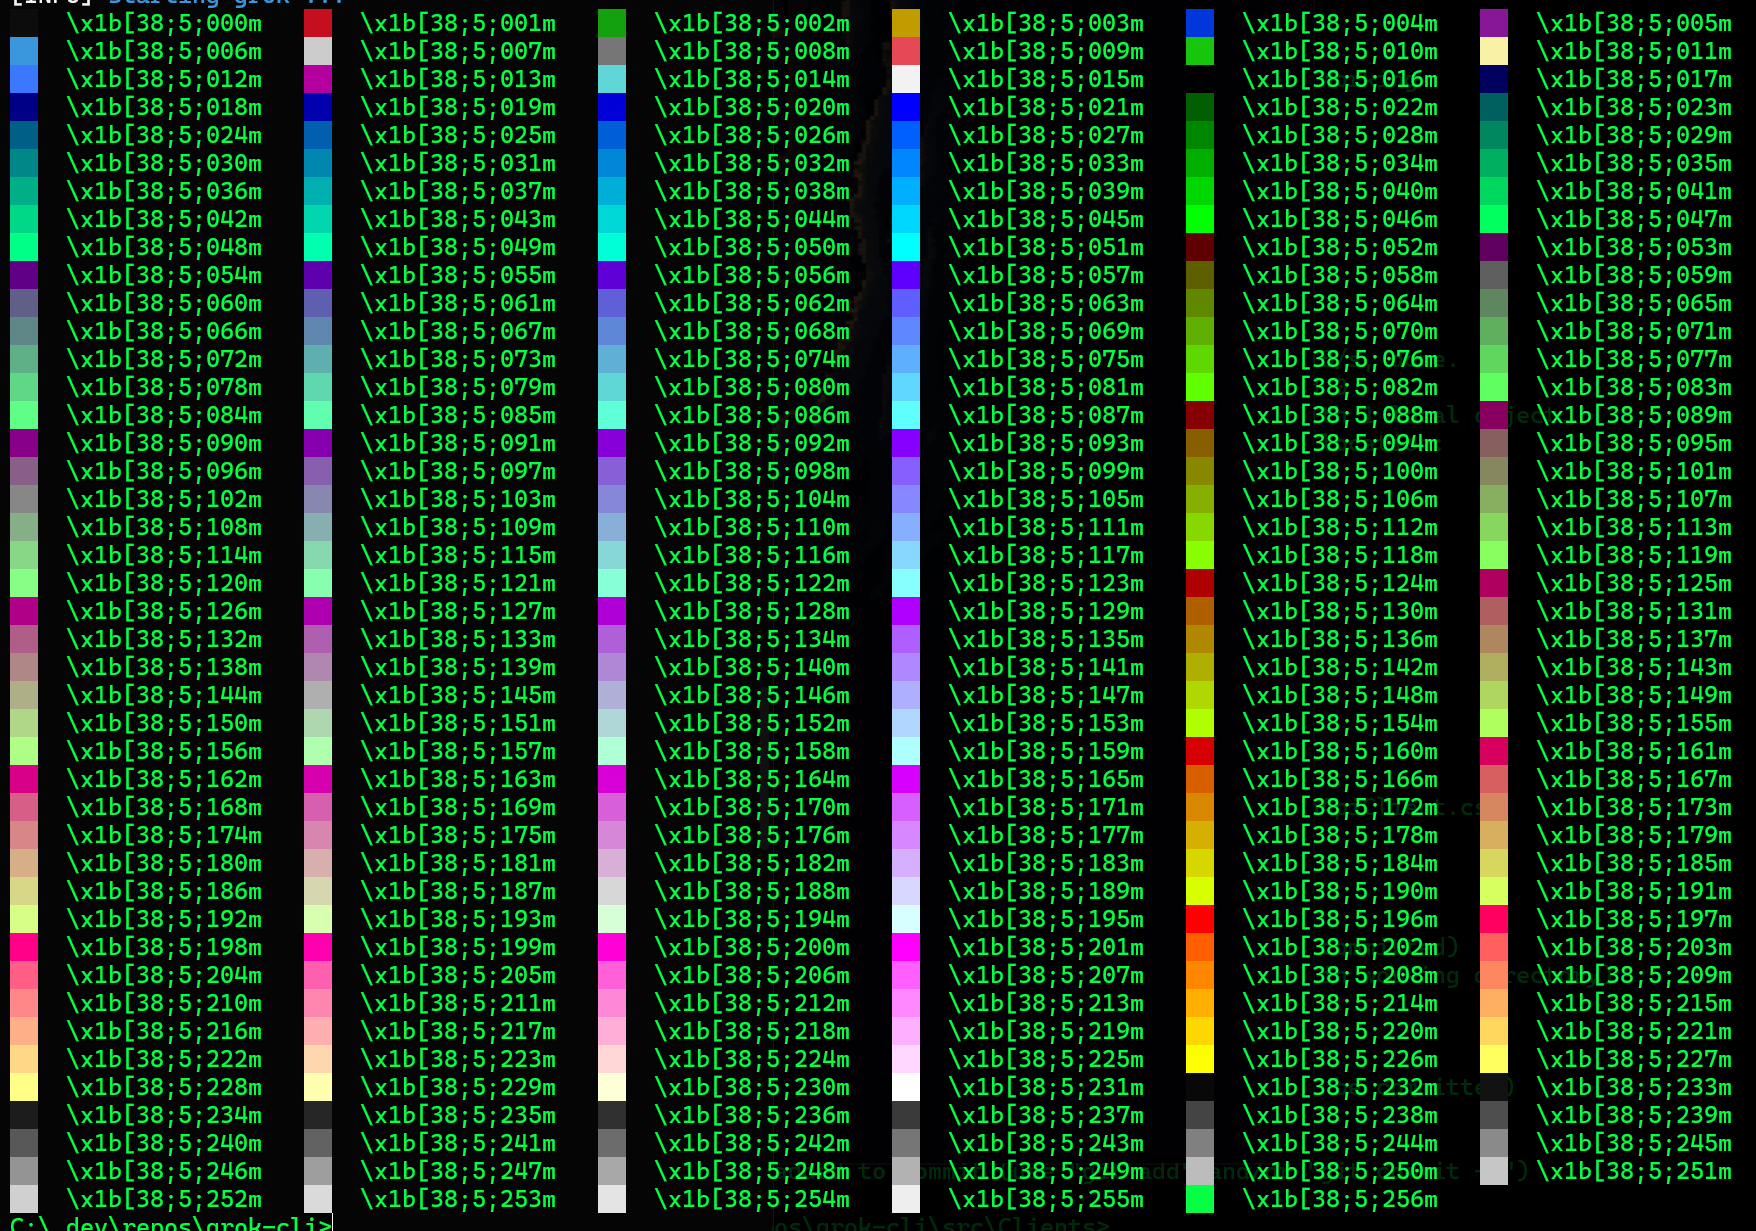 [INFO] Starting grok ...
\x1b[38;5;000m \x1b[38;5;001m \x1b[38;5;002m \x1b[38;5;003m \x1b[38;5;004m \x1b[38;5;005m
\x1b[38;5;006m \x1b[38;5;007m \x1b[38;5;008m \x1b[38;5;009m \x1b[38;5;010m \x1b[38;5;011m
\x1b[38;5;012m \x1b[38;5;013m \x1b[38;5;014m \x1b[38;5;015m \x1b[38;5;016m \x1b[38;5;017m
\x1b[38;5;018m \x1b[38;5;019m \x1b[38;5;020m \x1b[38;5;021m \x1b[38;5;022m \x1b[38;5;023m
\x1b[38;5;024m \x1b[38;5;025m \x1b[38;5;026m \x1b[38;5;027m \x1b[38;5;028m \x1b[38;5;029m
\x1b[38;5;030m \x1b[38;5;031m \x1b[38;5;032m \x1b[38;5;033m \x1b[38;5;034m \x1b[38;5;035m
\x1b[38;5;036m \x1b[38;5;037m \x1b[38;5;038m \x1b[38;5;039m \x1b[38;5;040m \x1b[38;5;041m
\x1b[38;5;042m \x1b[38;5;043m \x1b[38;5;044m \x1b[38;5;045m \x1b[38;5;046m \x1b[38;5;047m
\x1b[38;5;048m \x1b[38;5;049m \x1b[38;5;050m \x1b[38;5;051m \x1b[38;5;052m \x1b[38;5;053m
\x1b[38;5;054m \x1b[38;5;055m \x1b[38;5;056m \x1b[38;5;057m \x1b[38;5;058m \x1b[38;5;059m
\x1b[38;5;060m \x1b[38;5;061m \x1b[38;5;062m \x1b[38;5;063m \x1b[38;5;064m \x1b[38;5;065m
\x1b[38;5;066m \x1b[38;5;067m \x1b[38;5;068m \x1b[38;5;069m \x1b[38;5;070m \x1b[38;5;071m
\x1b[38;5;072m \x1b[38;5;073m \x1b[38;5;074m \x1b[38;5;075m \x1b[38;5;076m \x1b[38;5;077m
\x1b[38;5;078m \x1b[38;5;079m \x1b[38;5;080m \x1b[38;5;081m \x1b[38;5;082m \x1b[38;5;083m
\x1b[38;5;084m \x1b[38;5;085m \x1b[38;5;086m \x1b[38;5;087m \x1b[38;5;088m \x1b[38;5;089m
\x1b[38;5;090m \x1b[38;5;091m \x1b[38;5;092m \x1b[38;5;093m \x1b[38;5;094m \x1b[38;5;095m
\x1b[38;5;096m \x1b[38;5;097m \x1b[38;5;098m \x1b[38;5;099m \x1b[38;5;100m \x1b[38;5;101m
\x1b[38;5;102m \x1b[38;5;103m \x1b[38;5;104m \x1b[38;5;105m \x1b[38;5;106m \x1b[38;5;107m
\x1b[38;5;108m \x1b[38;5;109m \x1b[38;5;110m \x1b[38;5;111m \x1b[38;5;112m \x1b[38;5;113m
\x1b[38;5;114m \x1b[38;5;115m \x1b[38;5;116m \x1b[38;5;117m \x1b[38;5;118m \x1b[38;5;119m
\x1b[38;5;120m \x1b[38;5;121m \x1b[38;5;122m \x1b[38;5;123m \x1b[38;5;124m \x1b[38;5;125m
\x1b[38;5;126m \x1b[38;5;127m \x1b[38;5;128m \x1b[38;5;129m \x1b[38;5;130m \x1b[38;5;131m
\x1b[38;5;132m \x1b[38;5;133m \x1b[38;5;134m \x1b[38;5;135m \x1b[38;5;136m \x1b[38;5;137m
\x1b[38;5;138m \x1b[38;5;139m \x1b[38;5;140m \x1b[38;5;141m \x1b[38;5;142m \x1b[38;5;143m
\x1b[38;5;144m \x1b[38;5;145m \x1b[38;5;146m \x1b[38;5;147m \x1b[38;5;148m \x1b[38;5;149m
\x1b[38;5;150m \x1b[38;5;151m \x1b[38;5;152m \x1b[38;5;153m \x1b[38;5;154m \x1b[38;5;155m
\x1b[38;5;156m \x1b[38;5;157m \x1b[38;5;158m \x1b[38;5;159m \x1b[38;5;160m \x1b[38;5;161m
\x1b[38;5;162m \x1b[38;5;163m \x1b[38;5;164m \x1b[38;5;165m \x1b[38;5;166m \x1b[38;5;167m
\x1b[38;5;168m \x1b[38;5;169m \x1b[38;5;170m \x1b[38;5;171m \x1b[38;5;172m \x1b[38;5;173m
\x1b[38;5;174m \x1b[38;5;175m \x1b[38;5;176m \x1b[38;5;177m \x1b[38;5;178m \x1b[38;5;179m
\x1b[38;5;180m \x1b[38;5;181m \x1b[38;5;182m \x1b[38;5;183m \x1b[38;5;184m \x1b[38;5;185m
\x1b[38;5;186m \x1b[38;5;187m \x1b[38;5;188m \x1b[38;5;189m \x1b[38;5;190m \x1b[38;5;191m
\x1b[38;5;192m \x1b[38;5;193m \x1b[38;5;194m \x1b[38;5;195m \x1b[38;5;196m \x1b[38;5;197m
\x1b[38;5;198m \x1b[38;5;199m \x1b[38;5;200m \x1b[38;5;201m \x1b[38;5;202m \x1b[38;5;203m
\x1b[38;5;204m \x1b[38;5;205m \x1b[38;5;206m \x1b[38;5;207m \x1b[38;5;208m \x1b[38;5;209m
\x1b[38;5;210m \x1b[38;5;211m \x1b[38;5;212m \x1b[38;5;213m \x1b[38;5;214m \x1b[38;5;215m
\x1b[38;5;216m \x1b[38;5;217m \x1b[38;5;218m \x1b[38;5;219m \x1b[38;5;220m \x1b[38;5;221m
\x1b[38;5;222m \x1b[38;5;223m \x1b[38;5;224m \x1b[38;5;225m \x1b[38;5;226m \x1b[38;5;227m
\x1b[38;5;228m \x1b[38;5;229m \x1b[38;5;230m \x1b[38;5;231m \x1b[38;5;232m \x1b[38;5;233m
\x1b[38;5;234m \x1b[38;5;235m \x1b[38;5;236m \x1b[38;5;237m \x1b[38;5;238m \x1b[38;5;239m
\x1b[38;5;240m \x1b[38;5;241m \x1b[38;5;242m \x1b[38;5;243m \x1b[38;5;244m \x1b[38;5;245m
\x1b[38;5;246m \x1b[38;5;247m \x1b[38;5;248m \x1b[38;5;249m \x1b[38;5;250m \x1b[38;5;251m
\x1b[38;5;252m \x1b[38;5;253m \x1b[38;5;254m \x1b[38;5;255m \x1b[38;5;256m
C:\_dev\repos\grok-cli> os\grok-cli\src\Clients>